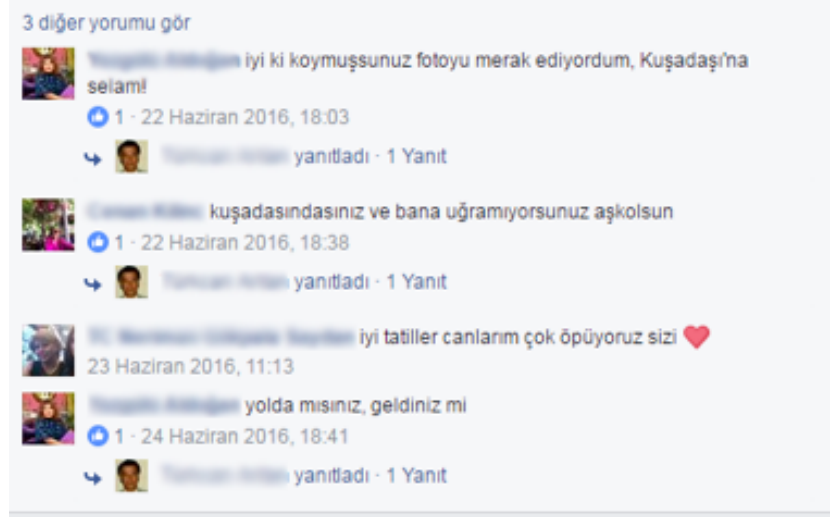 3 diğer yorumu gör
iyi ki koymuşsunuz fotoyu merak ediyordum, Kuşadaşı'na
selam!
1 · 22 Haziran 2016, 18:03
yanıtladı · 1 Yanıt
kuşadasındasınız ve bana uğramıyorsunuz aşkolsun
1 · 22 Haziran 2016, 18:38
yanıtladı · 1 Yanıt
iyi tatiller canlarım çok öpüyoruz sizi
23 Haziran 2016, 11:13
yolda mısınız, geldiniz mi
1 · 24 Haziran 2016, 18:41
yanıtladı · 1 Yanıt